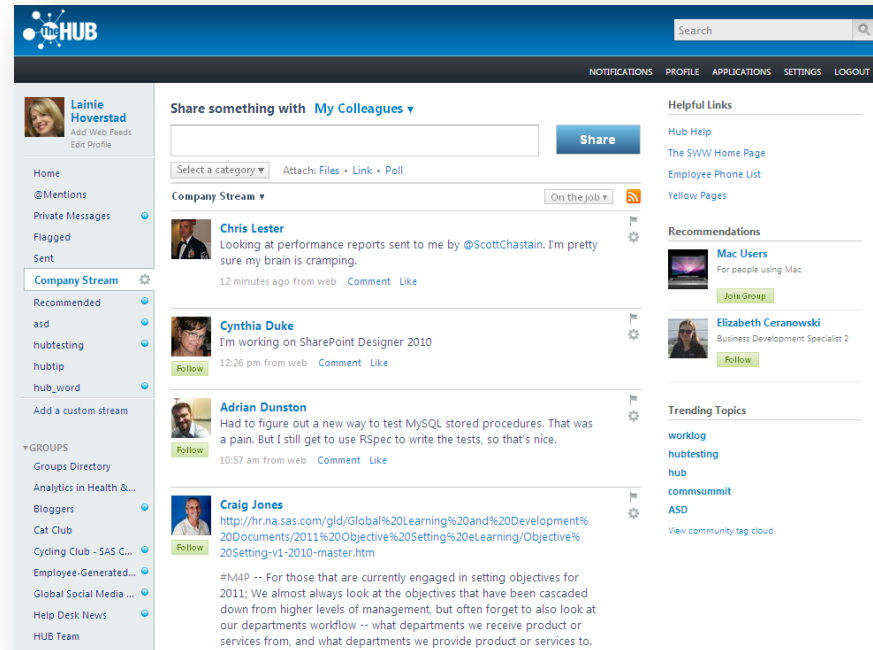 The HUB
Search
NOTIFICATIONS PROFILE APPLICATIONS SETTINGS LOGOUT
Lainie
Hoverstad
Add Web Feeds
Edit Profile
Home
@Mentions
Private Messages
Flagged
Sent
Company Stream
Recommended
asd
hubtesting
hubtip
hub_word
Add a custom stream
▾GROUPS
Groups Directory
Analytics in Health &...
Bloggers
Cat Club
Cycling Club - SAS C...
Employee-Generated...
Global Social Media ...
Help Desk News
HUB Team
Share something with My Colleagues ▾
Share
Select a category ▾ Attach: Files • Link • Poll
Company Stream ▾ On the job ▾
Chris Lester
Looking at performance reports sent to me by @ScottChastain. I'm pretty
sure my brain is cramping.
12 minutes ago from web Comment Like
Cynthia Duke
I'm working on SharePoint Designer 2010
12:26 pm from web Comment Like
Follow
Adrian Dunston
Had to figure out a new way to test MySQL stored procedures. That was
a pain. But I still get to use RSpec to write the tests, so that's nice.
10:57 am from web Comment Like
Follow
Craig Jones
http://hr.na.sas.com/gld/Global%20Learning%20and%20Development%
20Documents/2011%20Objective%20Setting%20eLearning/Objective%
20Setting-v1-2010-master.htm
Follow
#M4P -- For those that are currently engaged in setting objectives for
2011; We almost always look at the objectives that have been cascaded
down from higher levels of management, but often forget to also look at
our departments workflow -- what departments we receive product or
services from, and what departments we provide product or services to.
Helpful Links
Hub Help
The SWW Home Page
Employee Phone List
Yellow Pages
Recommendations
Mac Users
For people using Mac
Join Group
Elizabeth Ceranowski
Business Development Specialist 2
Follow
Trending Topics
worklog
hubtesting
hub
commsummit
ASD
View community tag cloud